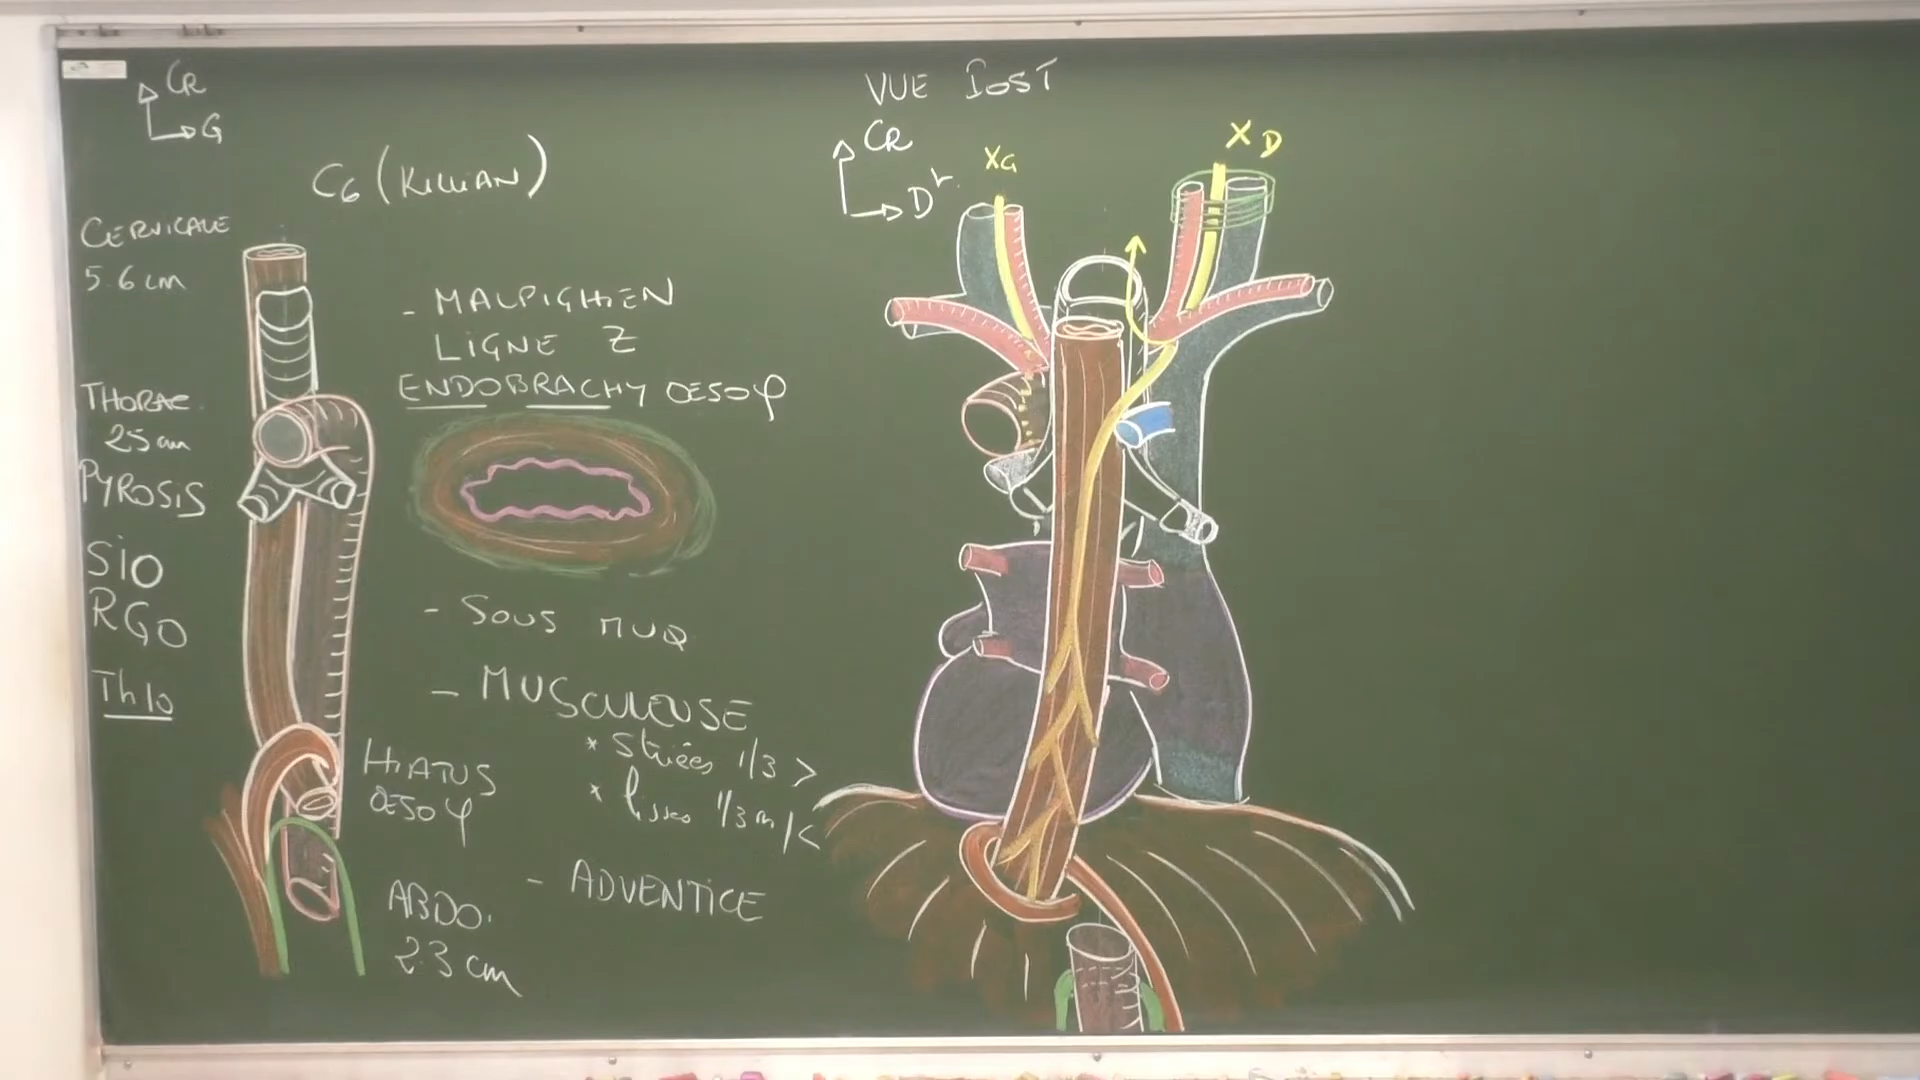 CR
G
C6 (KILLIAN)
CERVICALE
5.6 cm
THORAC.
25 cm
PYROSIS
SIO
RGO
Th10
- MALPIGHIEN
LIGNE Z
ENDOBRACHY OESOφ
- SOUS MUQ
- MUSCULEUSE
* Striées 1/3 >
* lisses 1/3 m/<
- ADVENTICE
HIATUS
OESOφ
ABDO.
2.3 cm
VUE POST
CR
Dr.
XG
XD